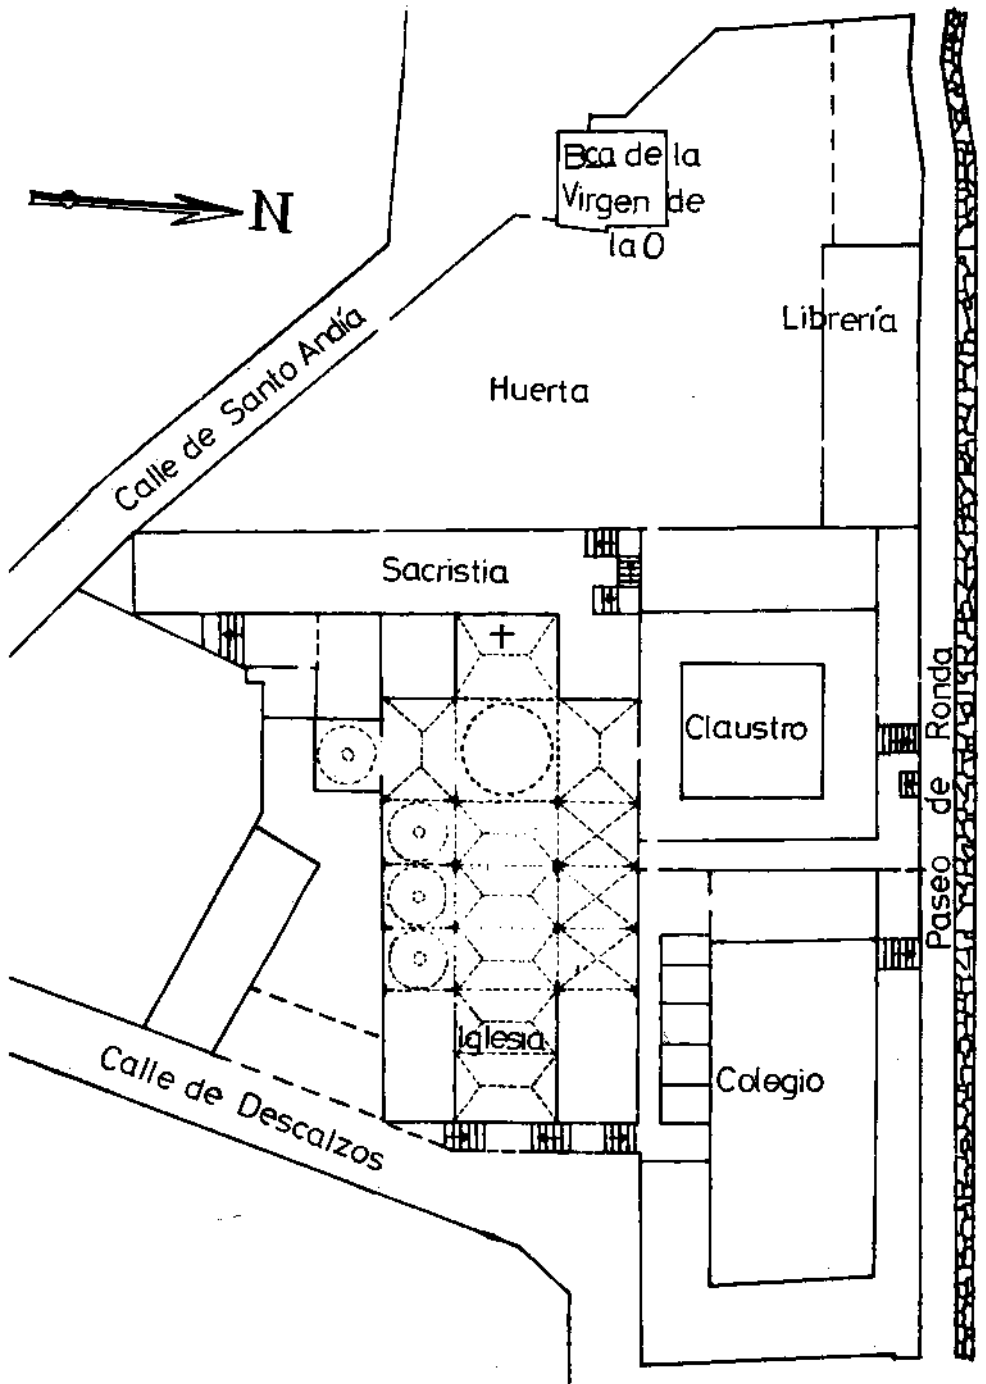 Bca de la
Virgen de
la O
N
Librería
Calle de Santo Andía
Huerta
Sacristia
Claustro
Paseo de Ronda
Iglesia
Colegio
Calle de Descalzos